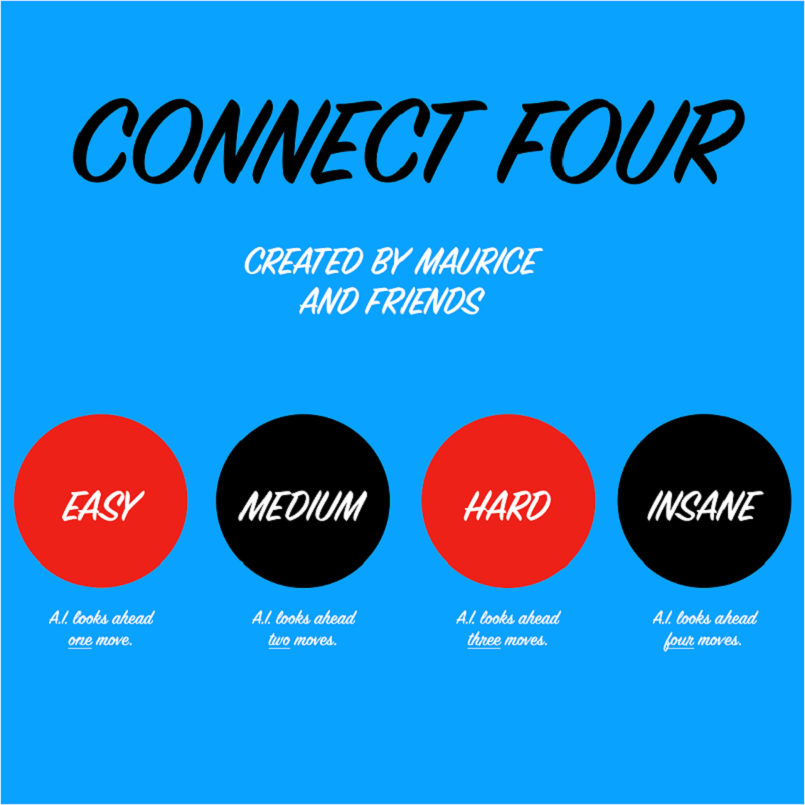 CONNECT FOUR
CREATED BY MAURICE
AND FRIENDS
EASY
MEDIUM
HARD
INSANE
A.I. looks ahead
one move.
A.I. looks ahead
two moves.
A.I. looks ahead
three moves.
A.I. looks ahead
four moves.